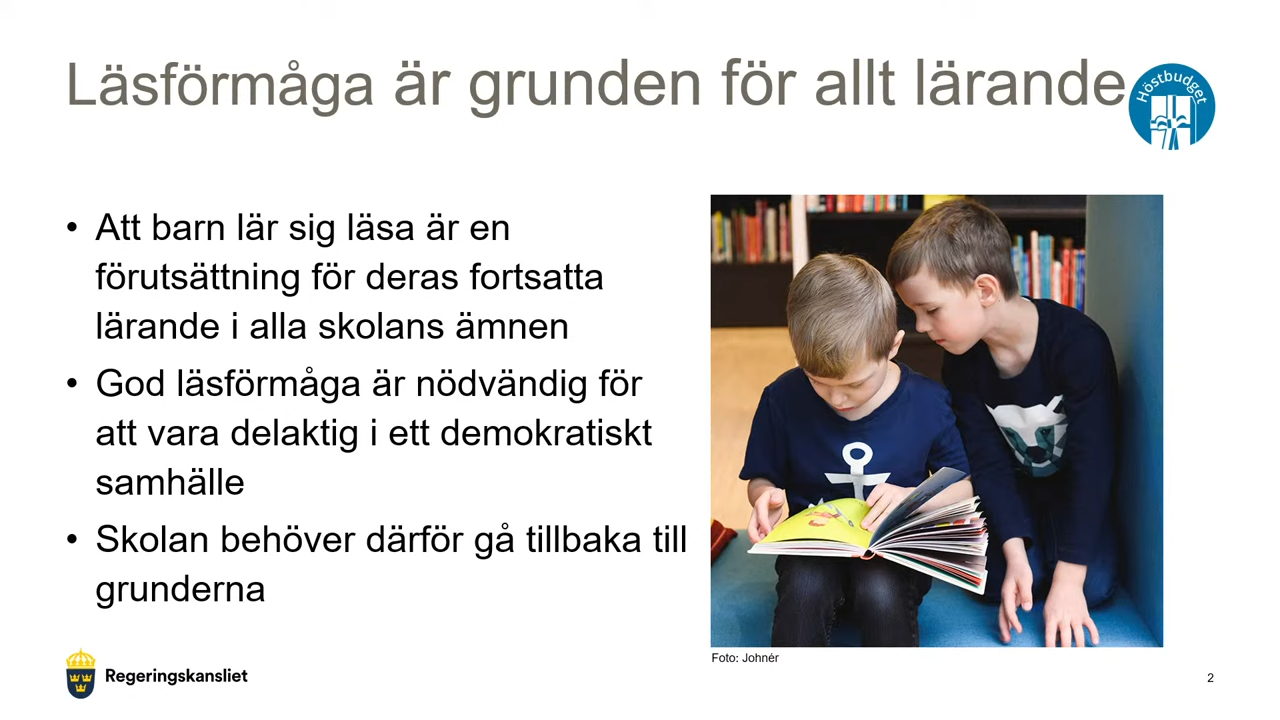 Läsförmåga är grunden för allt lärande
Höstbudget
• Att barn lär sig läsa är en
förutsättning för deras fortsatta
lärande i alla skolans ämnen
• God läsförmåga är nödvändig för
att vara delaktig i ett demokratiskt
samhälle
• Skolan behöver därför gå tillbaka till
grunderna
Foto: Johnér
Regeringskansliet
2